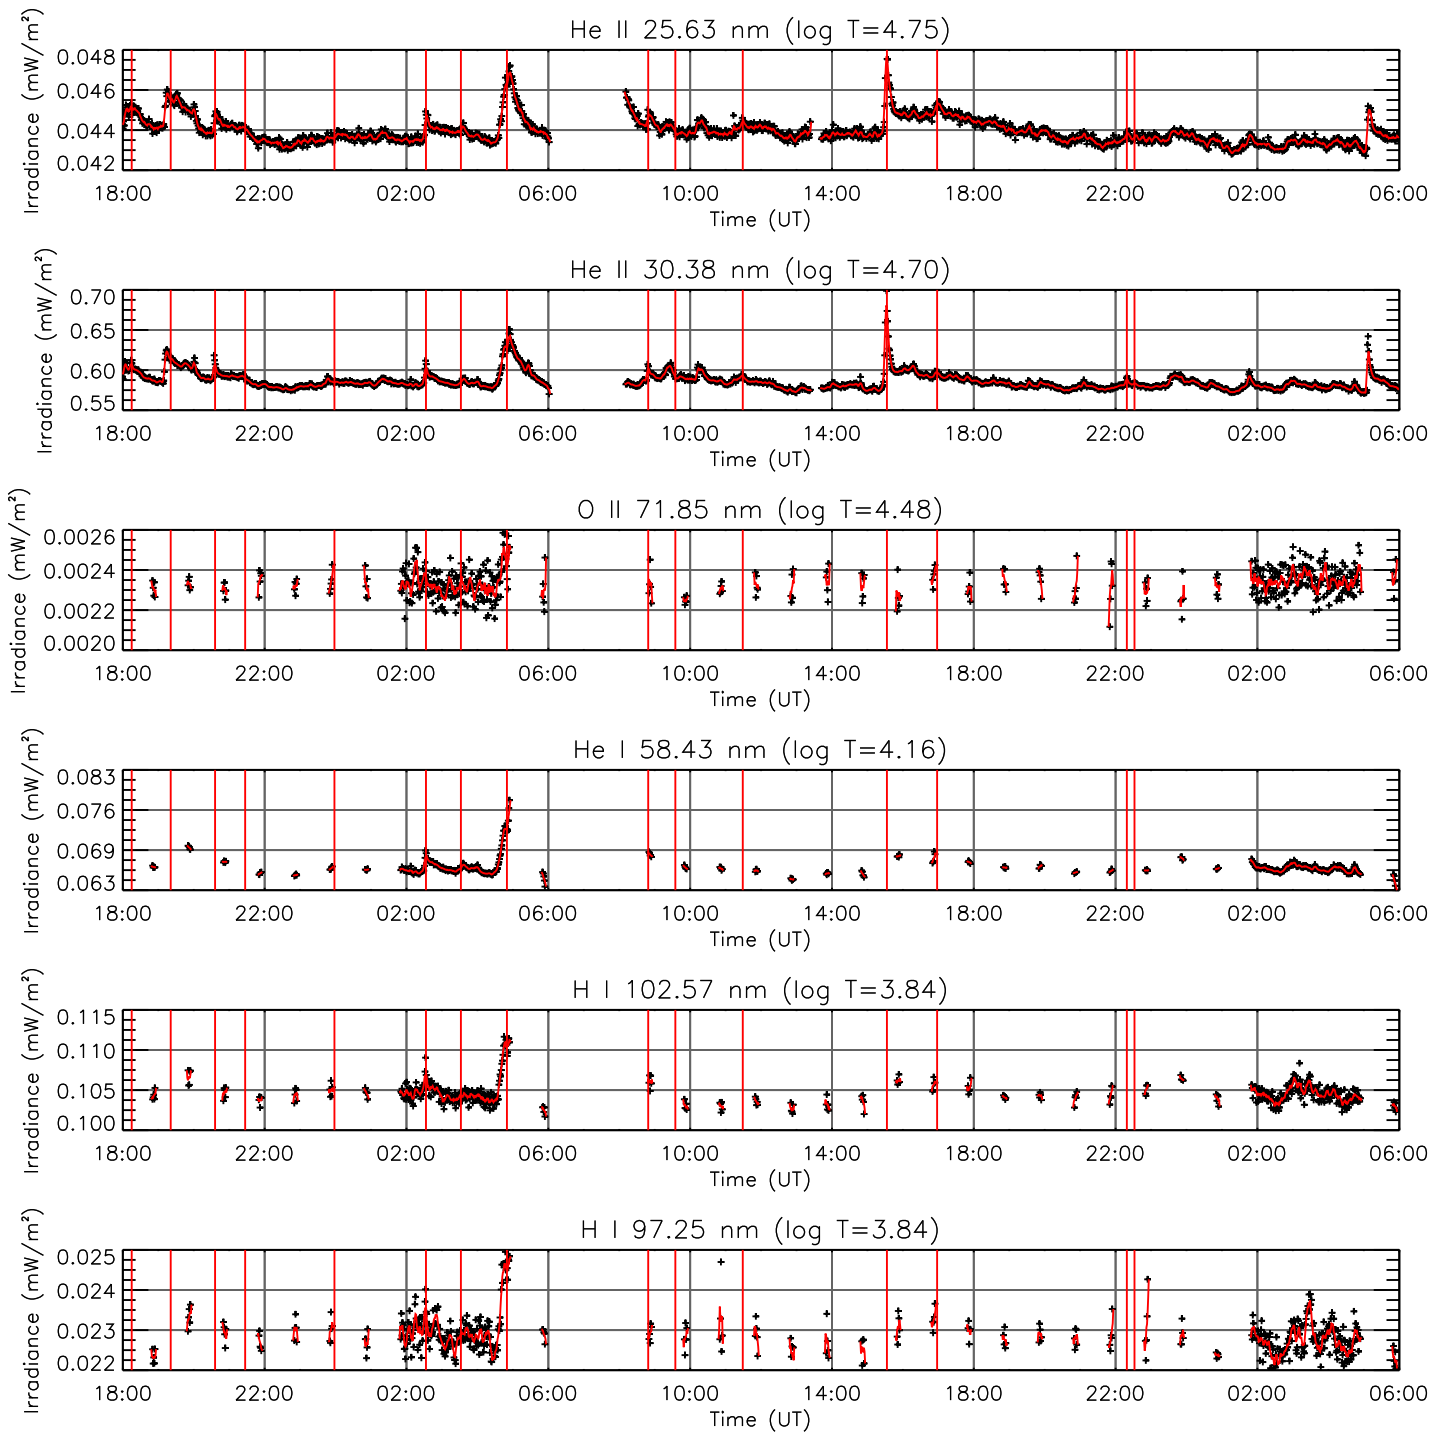 He II 25.63 nm (log T=4.75)
Irradiance (mW/m²)
0.048
0.046
0.044
0.042
18:00 22:00 02:00 06:00 10:00 14:00 18:00 22:00 02:00 06:00
Time (UT)
He II 30.38 nm (log T=4.70)
Irradiance (mW/m²)
0.70
0.65
0.60
0.55
18:00 22:00 02:00 06:00 10:00 14:00 18:00 22:00 02:00 06:00
Time (UT)
O II 71.85 nm (log T=4.48)
Irradiance (mW/m²)
0.0026
0.0024
0.0022
0.0020
18:00 22:00 02:00 06:00 10:00 14:00 18:00 22:00 02:00 06:00
Time (UT)
He I 58.43 nm (log T=4.16)
Irradiance (mW/m²)
0.083
0.076
0.069
0.063
18:00 22:00 02:00 06:00 10:00 14:00 18:00 22:00 02:00 06:00
Time (UT)
H I 102.57 nm (log T=3.84)
Irradiance (mW/m²)
0.115
0.110
0.105
0.100
18:00 22:00 02:00 06:00 10:00 14:00 18:00 22:00 02:00 06:00
Time (UT)
H I 97.25 nm (log T=3.84)
Irradiance (mW/m²)
0.025
0.024
0.023
0.022
18:00 22:00 02:00 06:00 10:00 14:00 18:00 22:00 02:00 06:00
Time (UT)